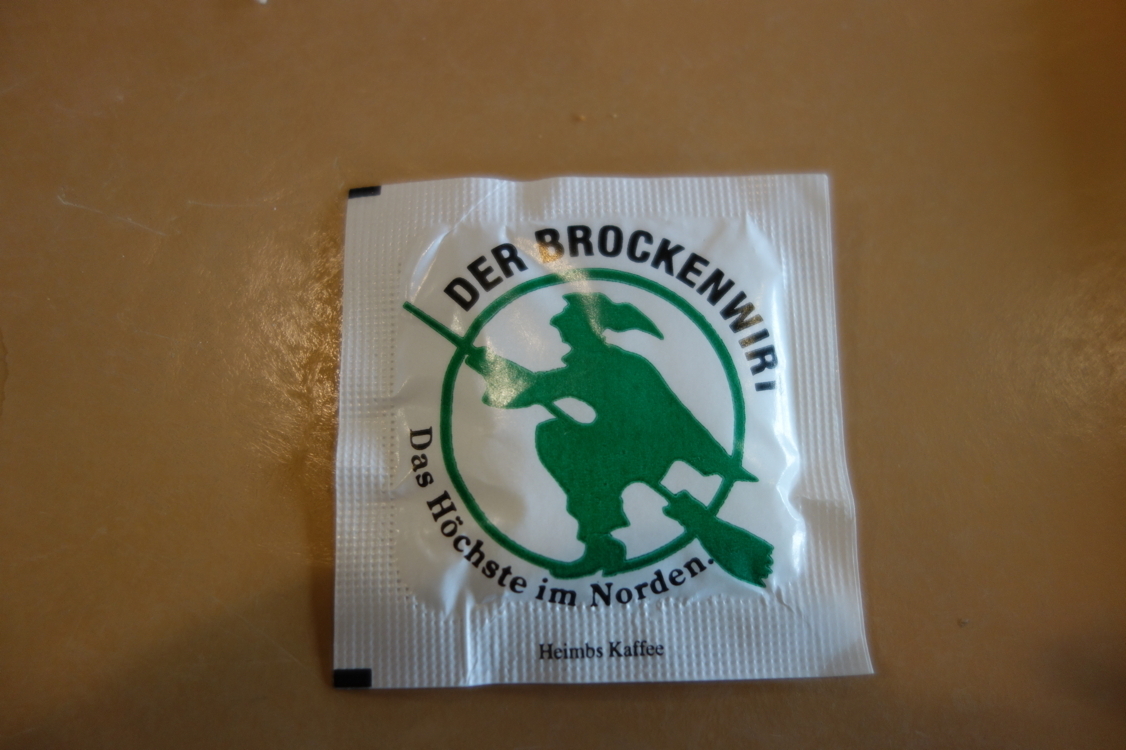 DER BROCKENWIRT
Das Höchste im Norden.
Heimbs Kaffee